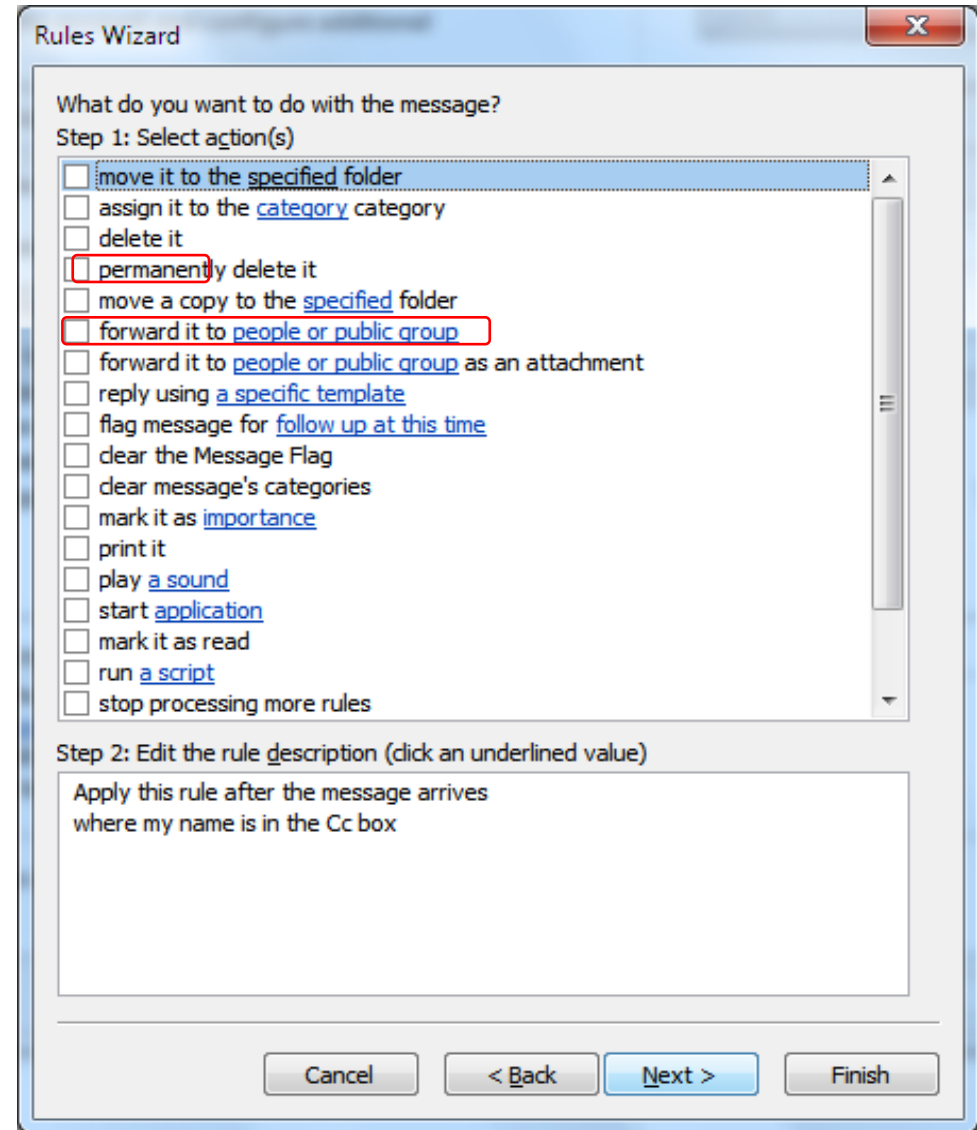 Rules Wizard
What do you want to do with the message?
Step 1: Select action(s)
move it to the specified folder
assign it to the category category
delete it
permanently delete it
move a copy to the specified folder
forward it to people or public group
forward it to people or public group as an attachment
reply using a specific template
flag message for follow up at this time
clear the Message Flag
clear message's categories
mark it as importance
print it
play a sound
start application
mark it as read
run a script
stop processing more rules
Step 2: Edit the rule description (click an underlined value)
Apply this rule after the message arrives
where my name is in the Cc box
Cancel < Back Next > Finish